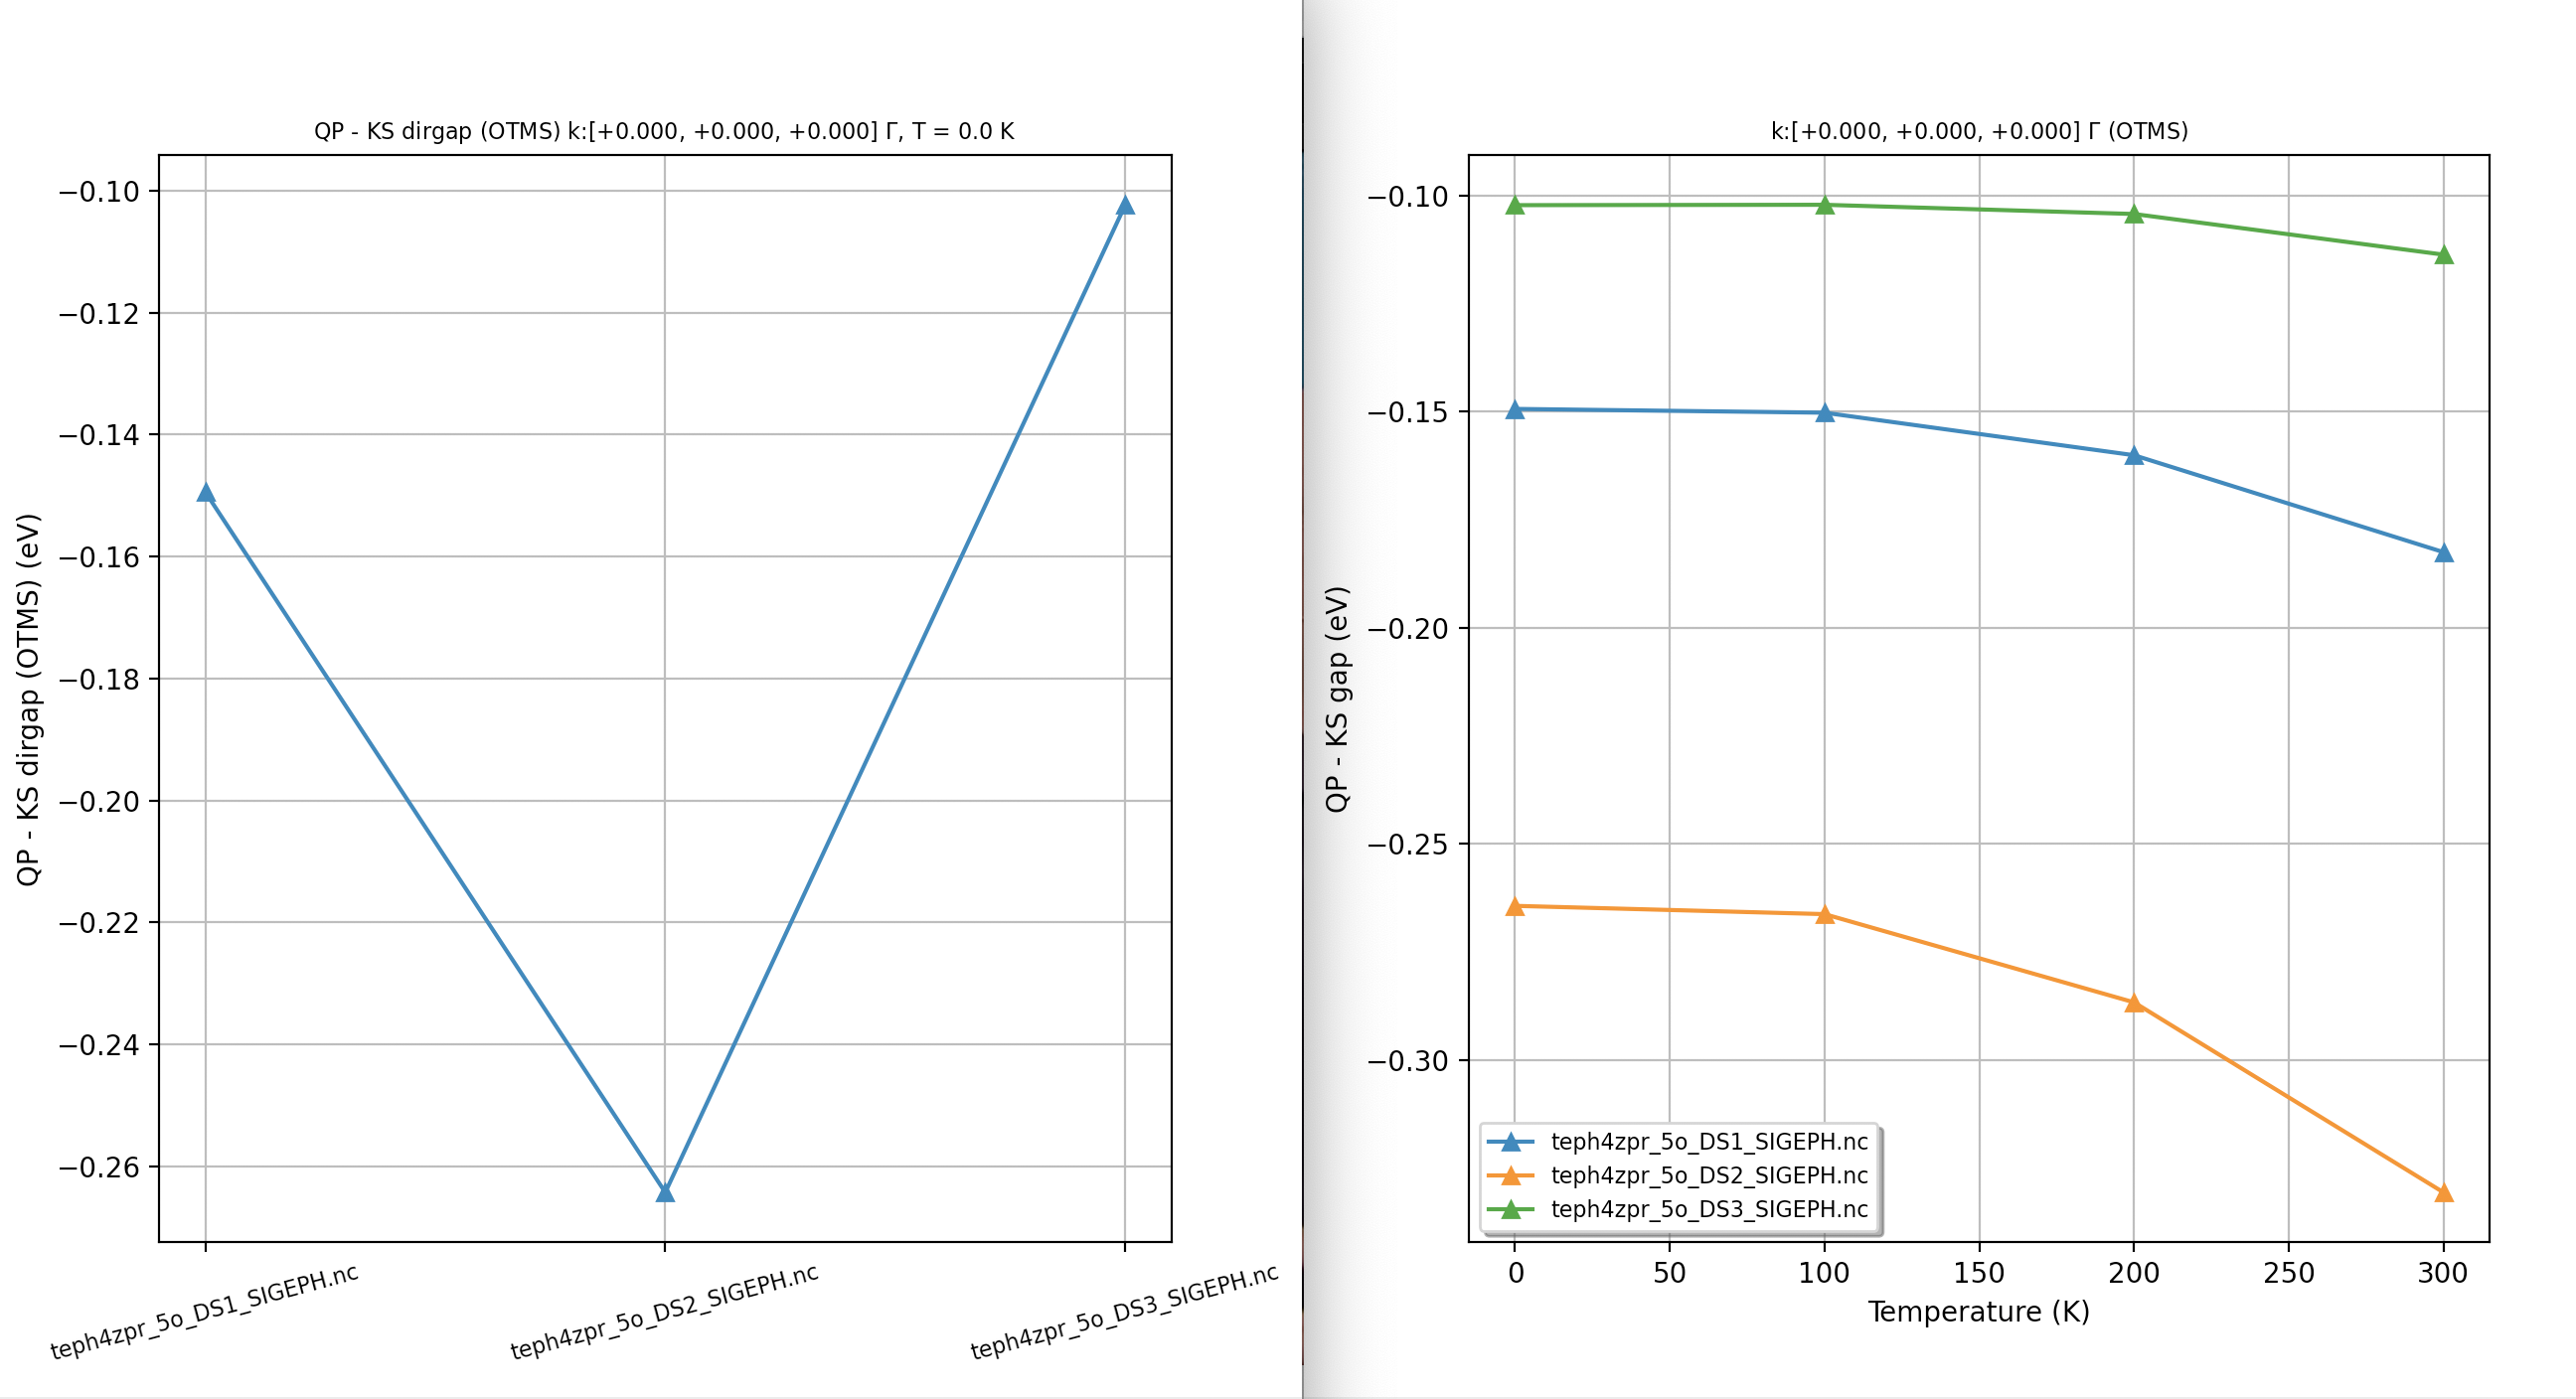 QP - KS dirgap (OTMS) k:[+0.000, +0.000, +0.000] Γ, T = 0.0 K
QP - KS dirgap (OTMS) (eV)
−0.10
−0.12
−0.14
−0.16
−0.18
−0.20
−0.22
−0.24
−0.26
teph4zpr_5o_DS1_SIGEPH.nc
teph4zpr_5o_DS2_SIGEPH.nc
teph4zpr_5o_DS3_SIGEPH.nc
k:[+0.000, +0.000, +0.000] Γ (OTMS)
QP - KS gap (eV)
−0.10
−0.15
−0.20
−0.25
−0.30
teph4zpr_5o_DS1_SIGEPH.nc
teph4zpr_5o_DS2_SIGEPH.nc
teph4zpr_5o_DS3_SIGEPH.nc
0 50 100 150 200 250 300
Temperature (K)